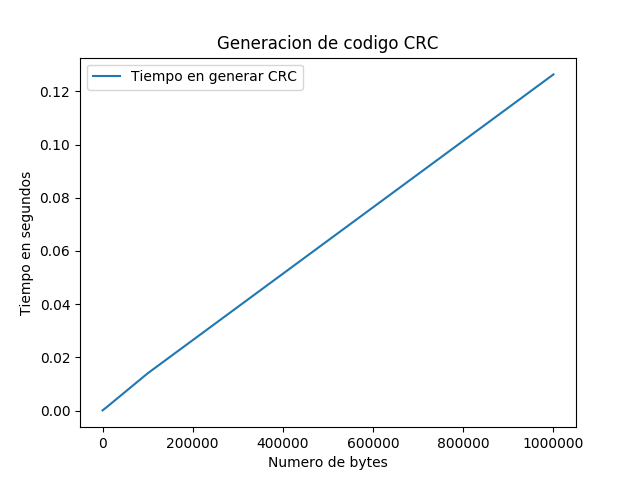 Generacion de codigo CRC
Tiempo en generar CRC
0.12
0.10
0.08
0.06
0.04
0.02
0.00
Tiempo en segundos
0 200000 400000 600000 800000 1000000
Numero de bytes